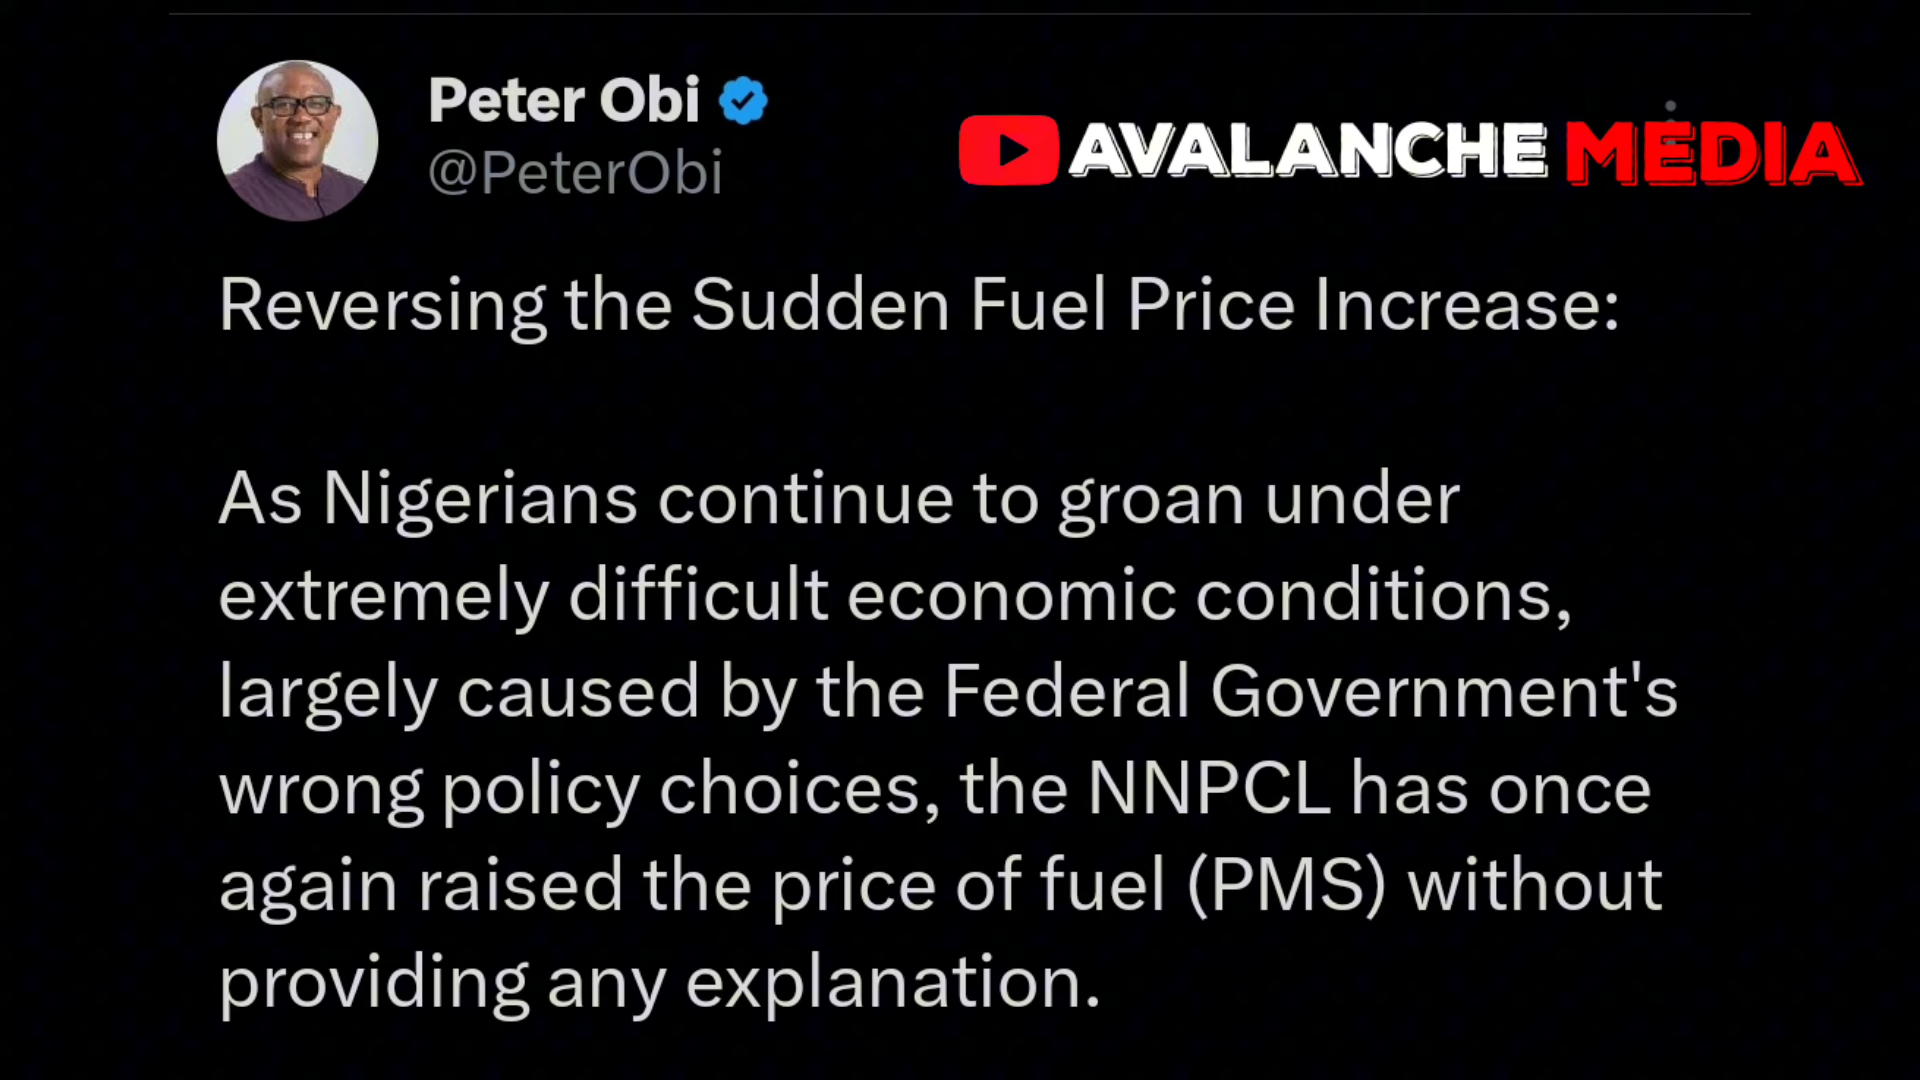 Peter Obi
@PeterObi
AVALANCHE MEDIA
Reversing the Sudden Fuel Price Increase:
As Nigerians continue to groan under
extremely difficult economic conditions,
largely caused by the Federal Government's
wrong policy choices, the NNPCL has once
again raised the price of fuel (PMS) without
providing any explanation.